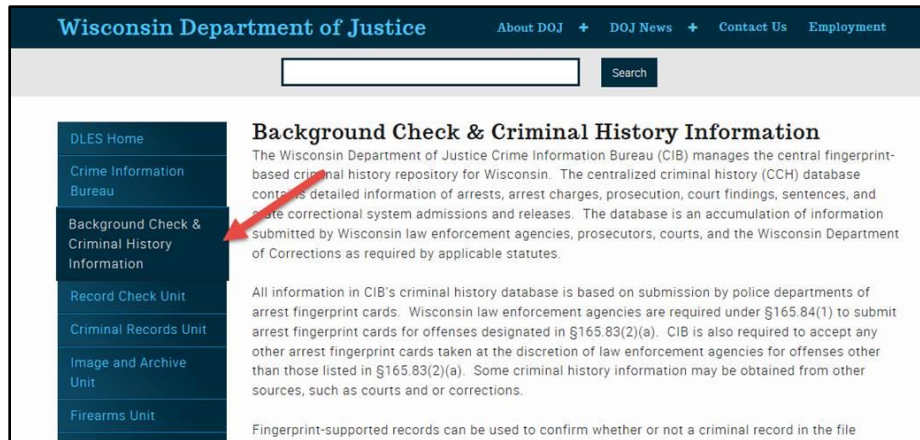 Wisconsin Department of Justice
About DOJ + DOJ News + Contact Us Employment
Search
DLES Home
Crime Information
Bureau
Background Check &
Criminal History
Information
Record Check Unit
Criminal Records Unit
Image and Archive
Unit
Firearms Unit
Background Check & Criminal History Information
The Wisconsin Department of Justice Crime Information Bureau (CIB) manages the central fingerprint-
based criminal history repository for Wisconsin. The centralized criminal history (CCH) database
contains detailed information of arrests, arrest charges, prosecution, court findings, sentences, and
state correctional system admissions and releases. The database is an accumulation of information
submitted by Wisconsin law enforcement agencies, prosecutors, courts, and the Wisconsin Department
of Corrections as required by applicable statutes.
All information in CIB's criminal history database is based on submission by police departments of
arrest fingerprint cards. Wisconsin law enforcement agencies are required under §165.84(1) to submit
arrest fingerprint cards for offenses designated in §165.83(2)(a). CIB is also required to accept any
other arrest fingerprint cards taken at the discretion of law enforcement agencies for offenses other
than those listed in §165.83(2)(a). Some criminal history information may be obtained from other
sources, such as courts and or corrections.
Fingerprint-supported records can be used to confirm whether or not a criminal record in the file